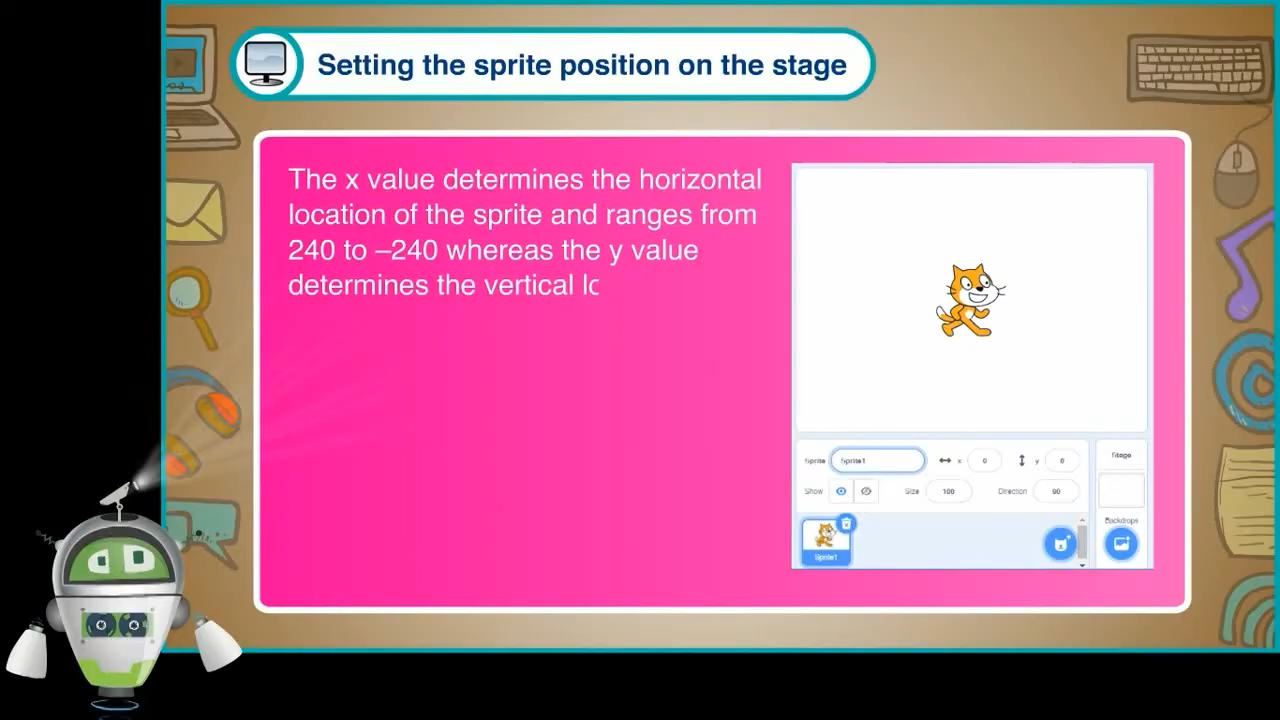 Setting the sprite position on the stage
The x value determines the horizontal
location of the sprite and ranges from
240 to –240 whereas the y value
determines the vertical lo
Sprite Sprite1 x 0 y 0
Show Size 100 Direction 90
Stage
Backdrops
Sprite1